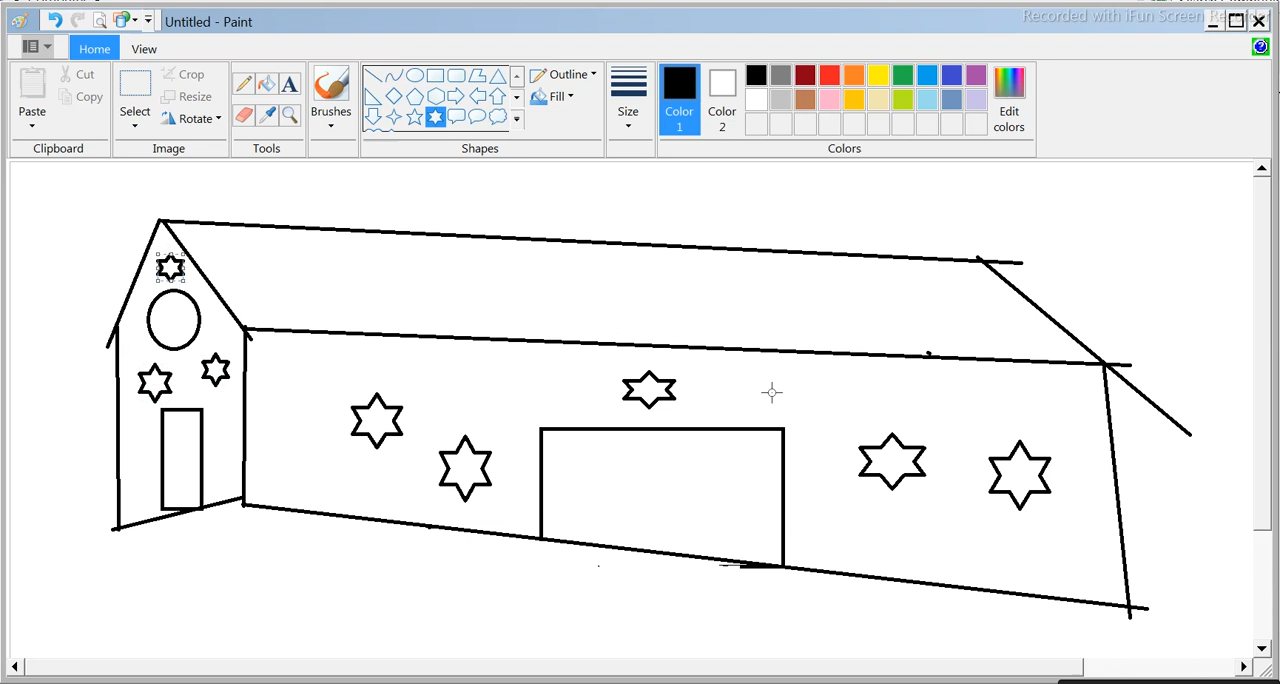 Untitled - Paint
Recorded with iFun Screen
Home View
Cut
Copy
Paste
Clipboard
Select
Crop
Resize
Rotate
Image
A
Tools
Brushes
Outline
Fill
Shapes
Size
Color 1
Color 2
Edit colors
Colors